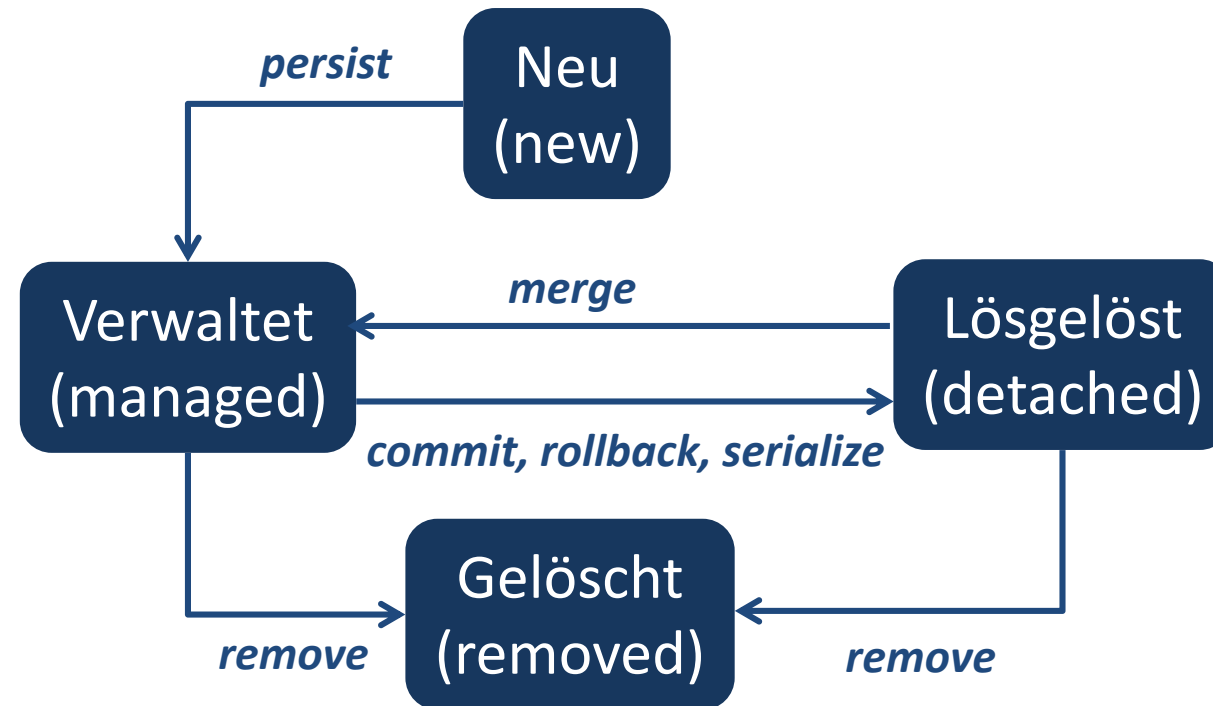 persist
Neu
(new)
merge
Verwaltet
(managed)
Lösgelöst
(detached)
commit, rollback, serialize
Gelöscht
(removed)
remove
remove